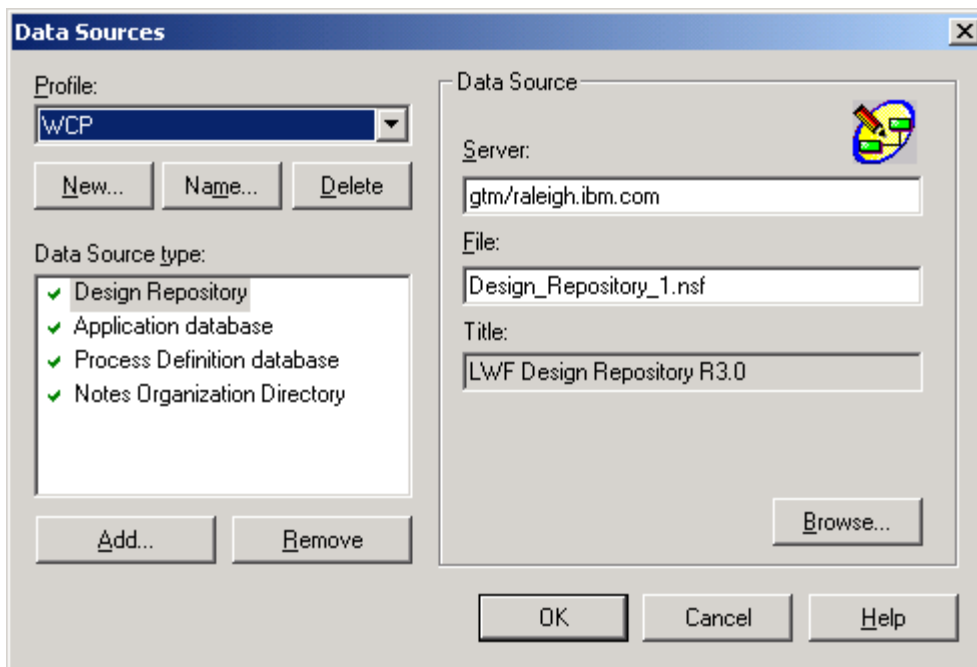 Data Sources
Profile:
WCP
New... Name... Delete
Data Source type:
Design Repository
Application database
Process Definition database
Notes Organization Directory
Add... Remove
Data Source
Server:
gtm/raleigh.ibm.com
File:
Design_Repository_1.nsf
Title:
LWF Design Repository R3.0
Browse...
OK Cancel Help